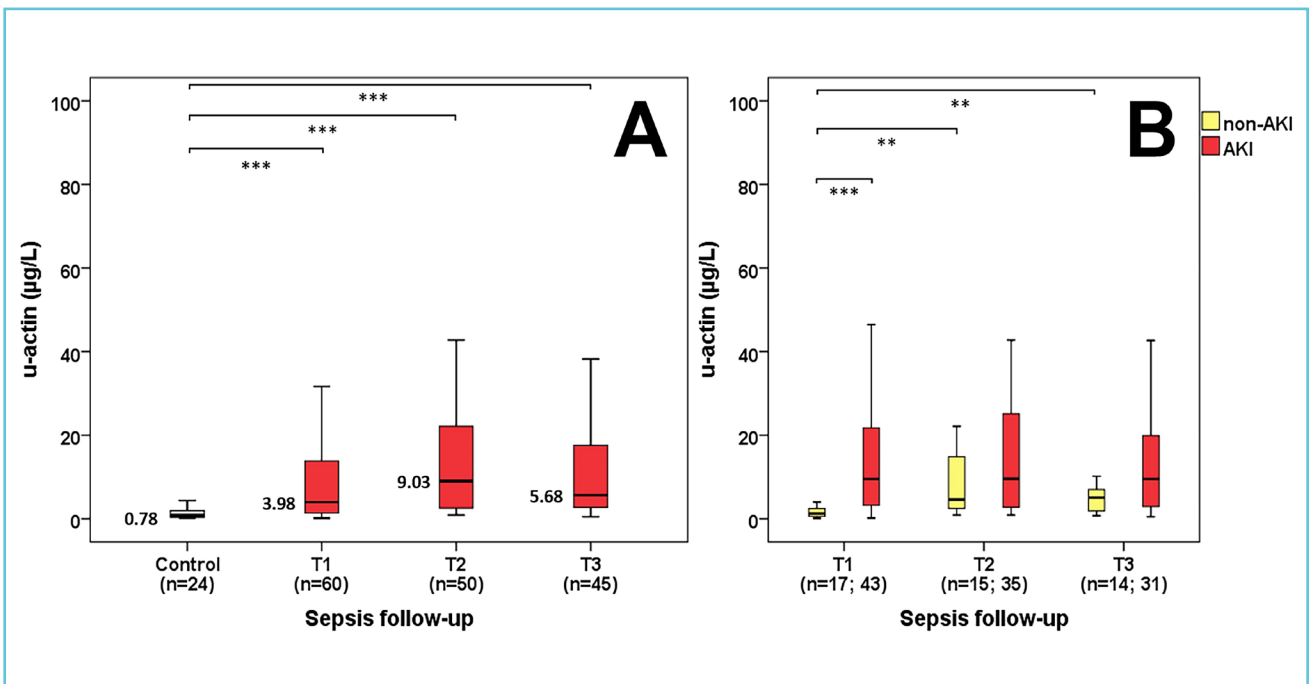 A
u-actin (µg/L)
100
80
60
40
20
0
***
***
***
0.78
3.98
9.03
5.68
Control
(n=24)
T1
(n=60)
T2
(n=50)
T3
(n=45)
Sepsis follow-up
B
u-actin (µg/L)
100
80
60
40
20
0
**
**
***
T1
(n=17; 43)
T2
(n=15; 35)
T3
(n=14; 31)
Sepsis follow-up
non-AKI
AKI